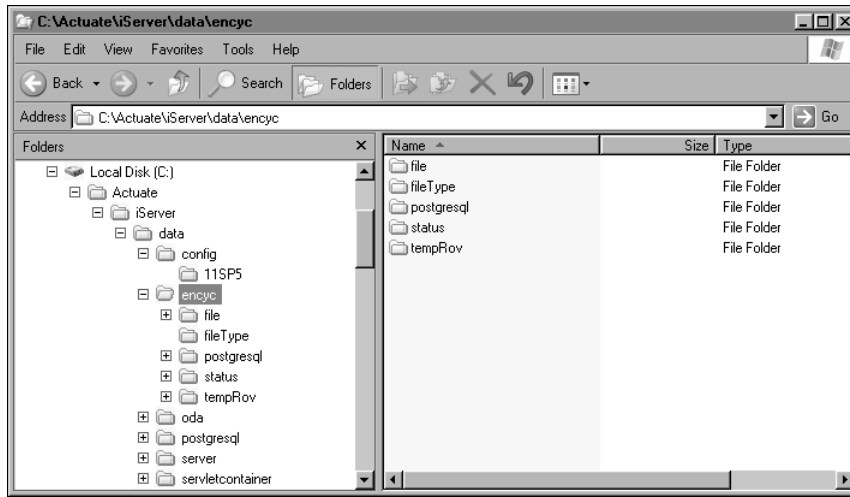 C:\Actuate\iServer\data\encyc
File Edit View Favorites Tools Help
Back Search Folders
Address C:\Actuate\iServer\data\encyc Go
Folders
Local Disk (C:)
Actuate
iServer
data
config
11SP5
encyc
file
fileType
postgresql
status
tempRov
oda
postgresql
server
servletcontainer
Name Size Type
file File Folder
fileType File Folder
postgresql File Folder
status File Folder
tempRov File Folder